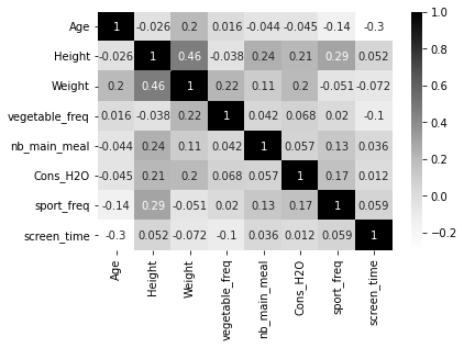 Age 1 -0.026 0.2 0.016 -0.044 -0.045 -0.14 -0.3
Height -0.026 1 0.46 -0.038 0.24 0.21 0.29 0.052
Weight 0.2 0.46 1 0.22 0.11 0.2 -0.051 -0.072
vegetable_freq 0.016 -0.038 0.22 1 0.042 0.068 0.02 -0.1
nb_main_meal -0.044 0.24 0.11 0.042 1 0.057 0.13 0.036
Cons_H2O -0.045 0.21 0.2 0.068 0.057 1 0.17 0.012
sport_freq -0.14 0.29 -0.051 0.02 0.13 0.17 1 0.059
screen_time -0.3 0.052 -0.072 -0.1 0.036 0.012 0.059 1
Age
Height
Weight
vegetable_freq
nb_main_meal
Cons_H2O
sport_freq
screen_time
1.0
0.8
0.6
0.4
0.2
0.0
-0.2